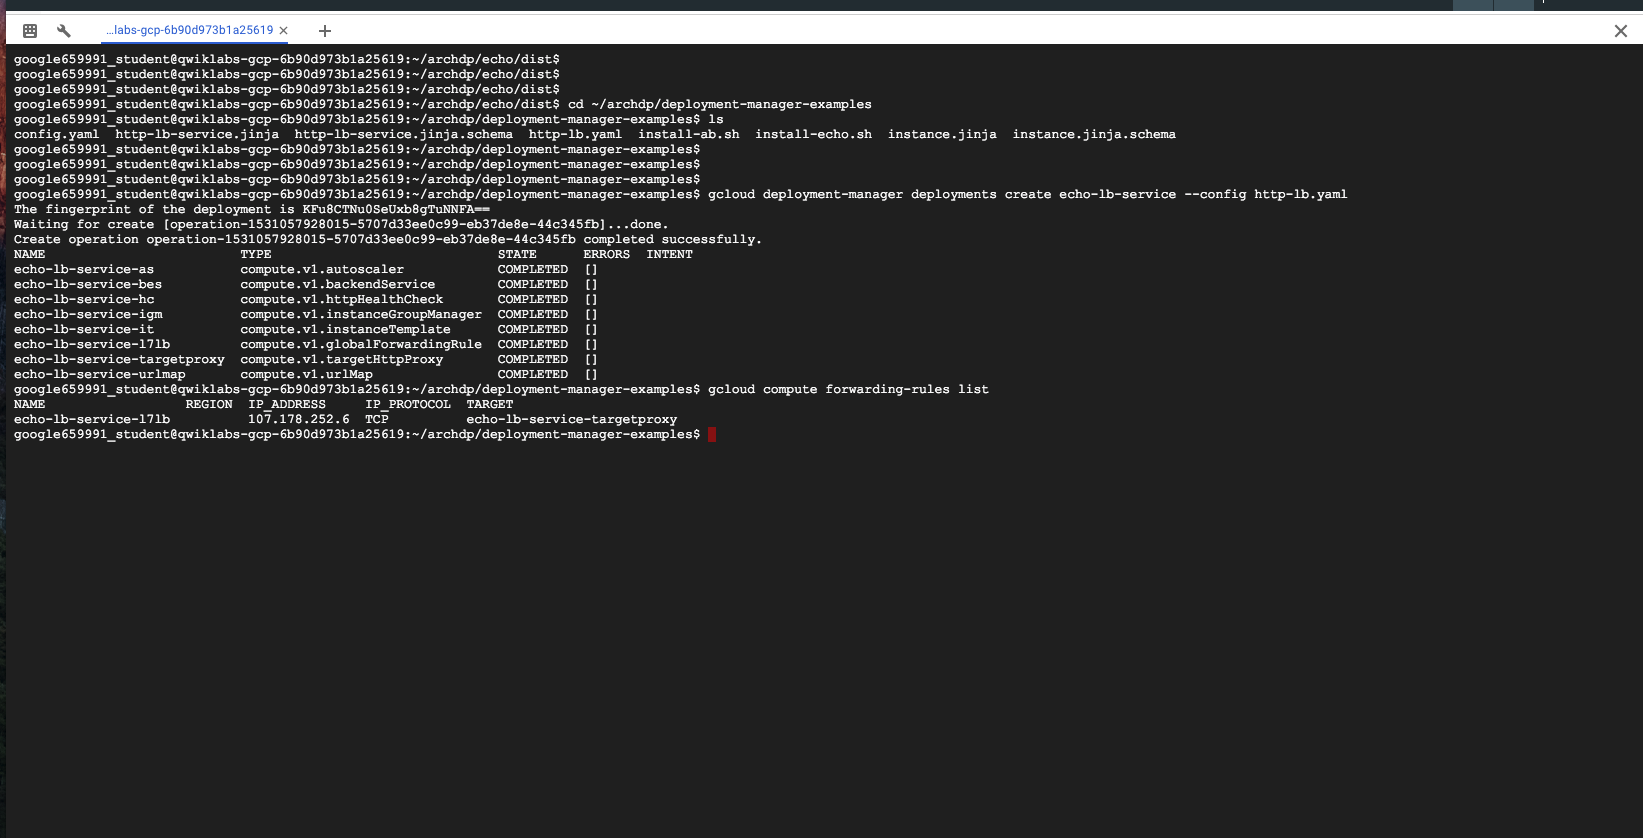 ...labs-gcp-6b90d973b1a25619
google659991_student@qwiklabs-gcp-6b90d973b1a25619:~/archdp/echo/dist$
google659991_student@qwiklabs-gcp-6b90d973b1a25619:~/archdp/echo/dist$
google659991_student@qwiklabs-gcp-6b90d973b1a25619:~/archdp/echo/dist$
google659991_student@qwiklabs-gcp-6b90d973b1a25619:~/archdp/echo/dist$ cd ~/archdp/deployment-manager-examples
google659991_student@qwiklabs-gcp-6b90d973b1a25619:~/archdp/deployment-manager-examples$ ls
config.yaml  http-lb-service.jinja  http-lb-service.jinja.schema  http-lb.yaml  install-ab.sh  install-echo.sh  instance.jinja  instance.jinja.schema
google659991_student@qwiklabs-gcp-6b90d973b1a25619:~/archdp/deployment-manager-examples$
google659991_student@qwiklabs-gcp-6b90d973b1a25619:~/archdp/deployment-manager-examples$
google659991_student@qwiklabs-gcp-6b90d973b1a25619:~/archdp/deployment-manager-examples$
google659991_student@qwiklabs-gcp-6b90d973b1a25619:~/archdp/deployment-manager-examples$ gcloud deployment-manager deployments create echo-lb-service --config http-lb.yaml
The fingerprint of the deployment is KFu8CTNu0SeUxb8gTuNNFA==
Waiting for create [operation-1531057928015-5707d33ee0c99-eb37de8e-44c345fb]...done.
Create operation operation-1531057928015-5707d33ee0c99-eb37de8e-44c345fb completed successfully.
NAME                         TYPE                             STATE      ERRORS  INTENT
echo-lb-service-as           compute.v1.autoscaler            COMPLETED  []
echo-lb-service-bes          compute.v1.backendService        COMPLETED  []
echo-lb-service-hc           compute.v1.httpHealthCheck       COMPLETED  []
echo-lb-service-igm          compute.v1.instanceGroupManager  COMPLETED  []
echo-lb-service-it           compute.v1.instanceTemplate      COMPLETED  []
echo-lb-service-l7lb         compute.v1.globalForwardingRule  COMPLETED  []
echo-lb-service-targetproxy  compute.v1.targetHttpProxy       COMPLETED  []
echo-lb-service-urlmap       compute.v1.urlMap                COMPLETED  []
google659991_student@qwiklabs-gcp-6b90d973b1a25619:~/archdp/deployment-manager-examples$ gcloud compute forwarding-rules list
NAME                  REGION  IP_ADDRESS     IP_PROTOCOL  TARGET
echo-lb-service-l7lb          107.178.252.6  TCP          echo-lb-service-targetproxy
google659991_student@qwiklabs-gcp-6b90d973b1a25619:~/archdp/deployment-manager-examples$